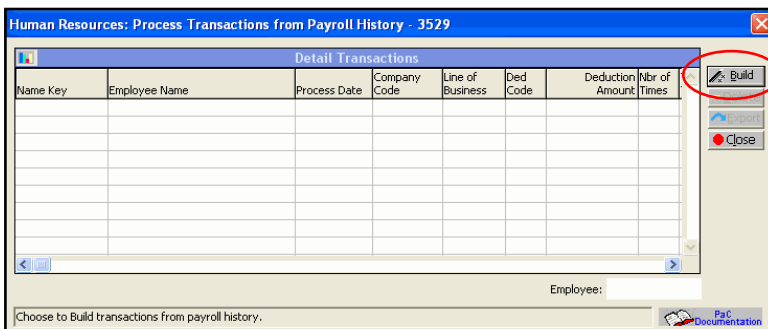 Human Resources: Process Transactions from Payroll History - 3529
Detail Transactions
Name Key Employee Name Process Date Company Code Line of Business Ded Code Deduction Amount Nbr of Times
Build
Export
Close
Employee:
Choose to Build transactions from payroll history.
PaC Documentation